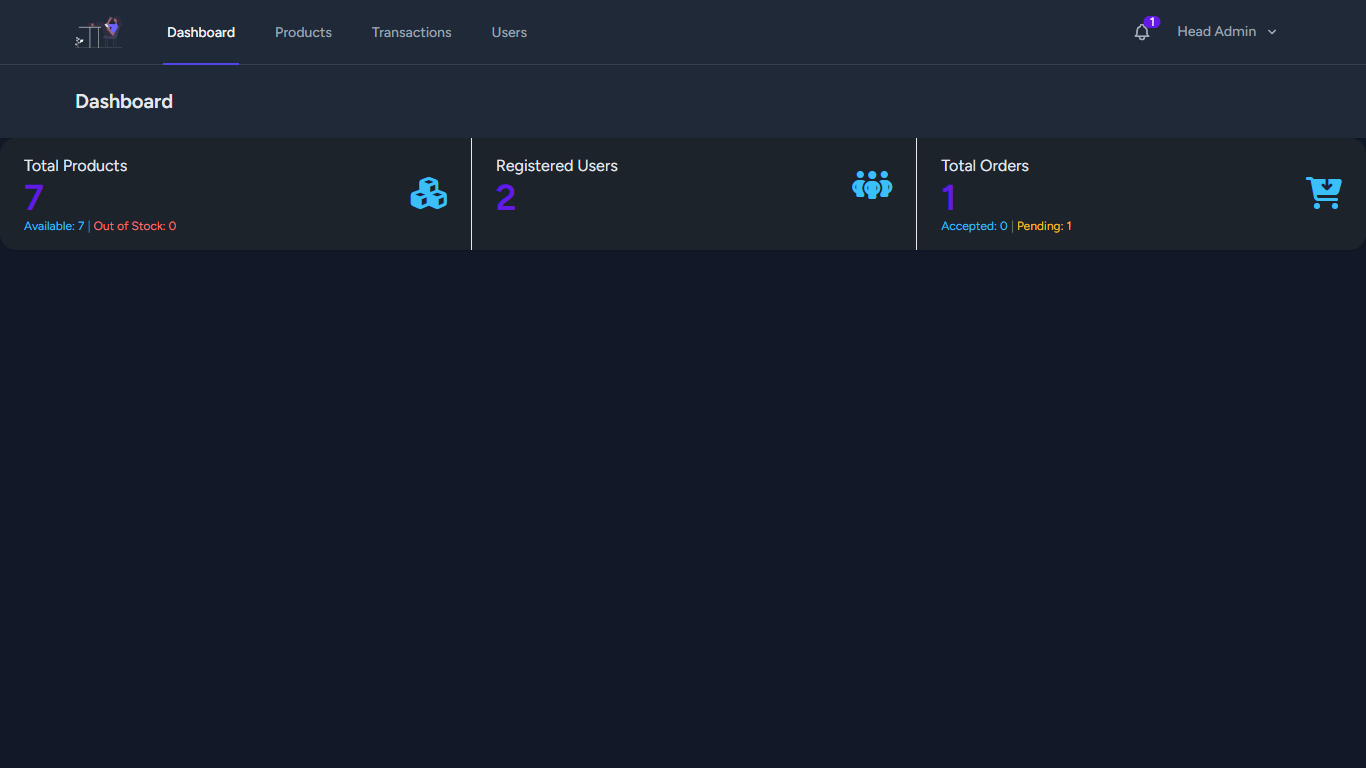 Dashboard Products Transactions Users 1 Head Admin
Dashboard
Total Products
7
Available: 7 | Out of Stock: 0
Registered Users
2
Total Orders
1
Accepted: 0 | Pending: 1